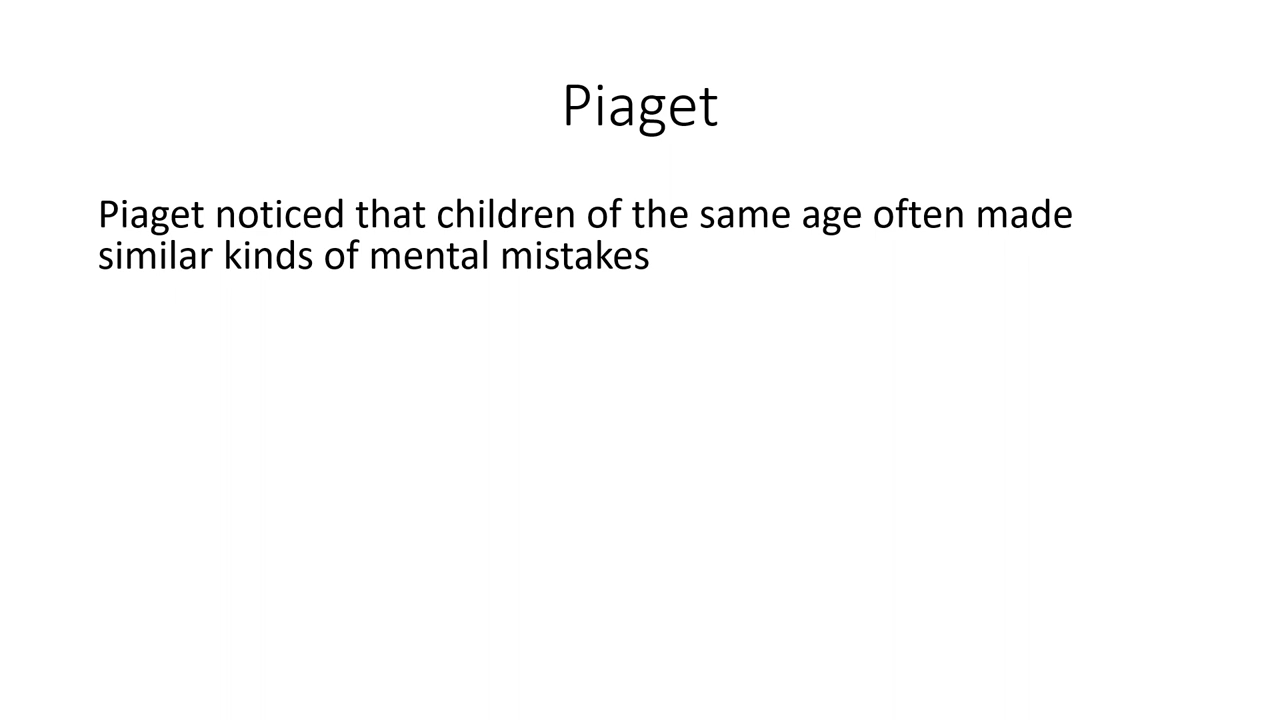 Piaget
Piaget noticed that children of the same age often made
similar kinds of mental mistakes